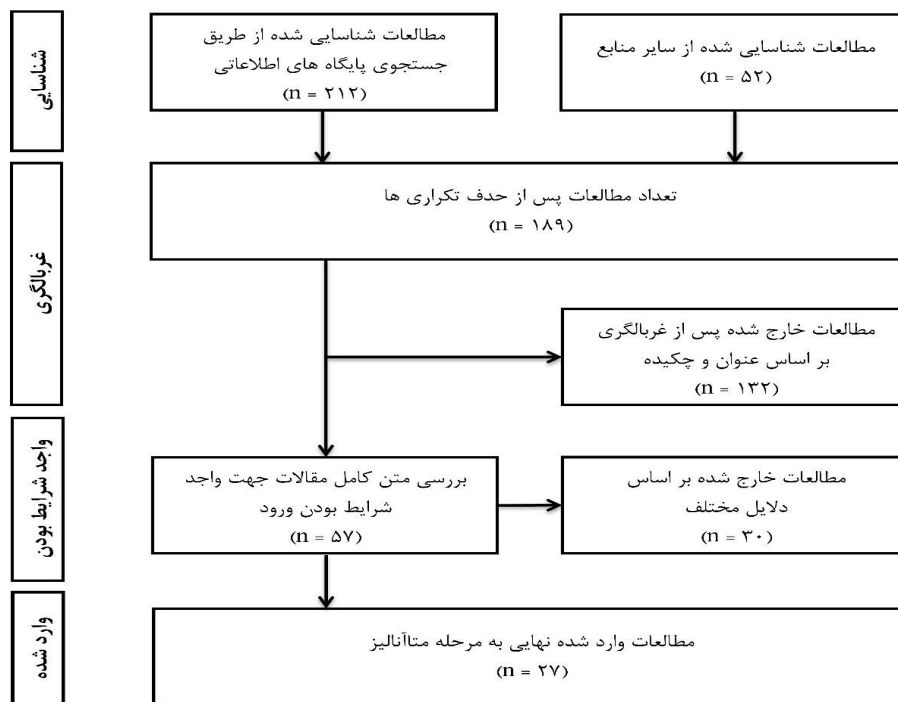 شناسایی
مطالعات شناسایی شده از طریق
جستجوی پایگاه های اطلاعاتی
(n = ۲۱۲)
مطالعات شناسایی شده از سایر منابع
(n = ۵۲)
غربالگری
تعداد مطالعات پس از حذف تکراری ها
(n = ۱۸۹)
مطالعات خارج شده پس از غربالگری
بر اساس عنوان و چکیده
(n = ۱۳۲)
واجد شرایط بودن
بررسی متن کامل مقالات جهت واجد
شرایط بودن ورود
(n = ۵۷)
مطالعات خارج شده بر اساس
دلایل مختلف
(n = ۳۰)
وارد شده
مطالعات وارد شده نهایی به مرحله متاآنالیز
(n = ۲۷)